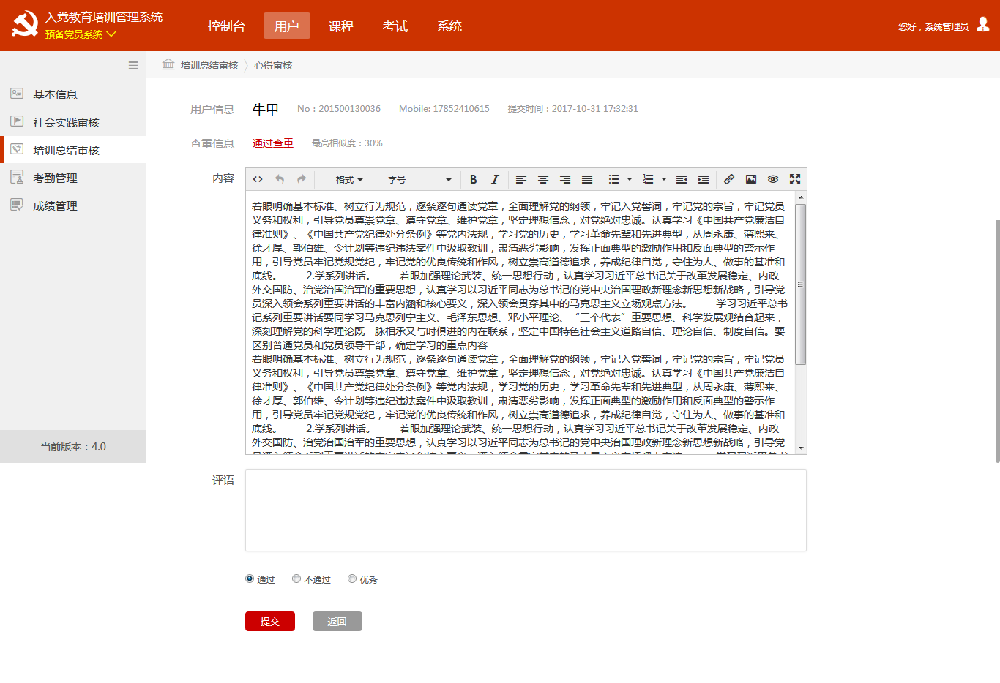 入党教育培训管理系统
预备党员系统
控制台 用户 课程 考试 系统
您好，系统管理员
培训总结审核 心得审核
基本信息
社会实践审核
培训总结审核
考勤管理
成绩管理
当前版本：4.0
用户信息 牛甲 No：201500130036 Mobile: 17852410615 提交时间：2017-10-31 17:32:31
查重信息 通过查重 最高相似度：30%
内容
格式 字号 B I
着眼明确基本标准、树立行为规范，逐条逐句通读党章，全面理解党的纲领，牢记入党誓词，牢记党的宗旨，牢记党员
义务和权利，引导党员尊崇党章、遵守党章、维护党章，坚定理想信念，对党绝对忠诚。认真学习《中国共产党廉洁自
律准则》、《中国共产党纪律处分条例》等党内法规，学习党的历史，学习革命先辈和先进典型，从周永康、薄熙来、
徐才厚、郭伯雄、令计划等违纪违法案件中汲取教训，肃清恶劣影响，发挥正面典型的激励作用和反面典型的警示作
用，引导党员牢记党规党纪，牢记党的优良传统和作风，树立崇高道德追求，养成纪律自觉，守住为人、做事的基准和
底线。 2.学系列讲话。 着眼加强理论武装、统一思想行动，认真学习习近平总书记关于改革发展稳定、内政
外交国防、治党治国治军的重要思想，认真学习以习近平同志为总书记的党中央治国理政新理念新思想新战略，引导党
员深入领会系列重要讲话的丰富内涵和核心要义，深入领会贯穿其中的马克思主义立场观点方法。 学习习近平总书
记系列重要讲话要同学习马克思列宁主义、毛泽东思想、邓小平理论、“三个代表”重要思想、科学发展观结合起来，
深刻理解党的科学理论既一脉相承又与时俱进的内在联系，坚定中国特色社会主义道路自信、理论自信、制度自信。要
区别普通党员和党员领导干部，确定学习的重点内容
着眼明确基本标准、树立行为规范，逐条逐句通读党章，全面理解党的纲领，牢记入党誓词，牢记党的宗旨，牢记党员
义务和权利，引导党员尊崇党章、遵守党章、维护党章，坚定理想信念，对党绝对忠诚。认真学习《中国共产党廉洁自
律准则》、《中国共产党纪律处分条例》等党内法规，学习党的历史，学习革命先辈和先进典型，从周永康、薄熙来、
徐才厚、郭伯雄、令计划等违纪违法案件中汲取教训，肃清恶劣影响，发挥正面典型的激励作用和反面典型的警示作
用，引导党员牢记党规党纪，牢记党的优良传统和作风，树立崇高道德追求，养成纪律自觉，守住为人、做事的基准和
底线。 2.学系列讲话。 着眼加强理论武装、统一思想行动，认真学习习近平总书记关于改革发展稳定、内政
外交国防、治党治国治军的重要思想，认真学习以习近平同志为总书记的党中央治国理政新理念新思想新战略，引导党
评语
通过 不通过 优秀
提交 返回